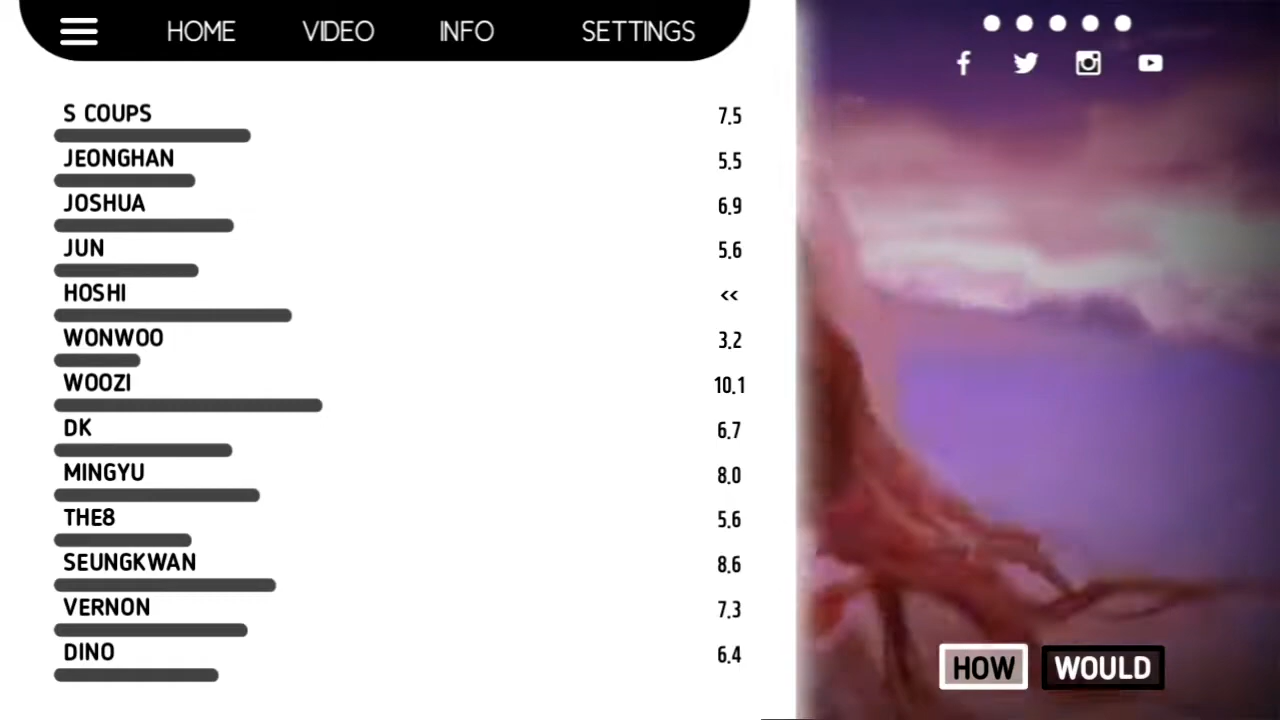 HOME VIDEO INFO SETTINGS
S COUPS 7.5
JEONGHAN 5.5
JOSHUA 6.9
JUN 5.6
HOSHI <<
WONWOO 3.2
WOOZI 10.1
DK 6.7
MINGYU 8.0
THE8 5.6
SEUNGKWAN 8.6
VERNON 7.3
DINO 6.4
HOW WOULD